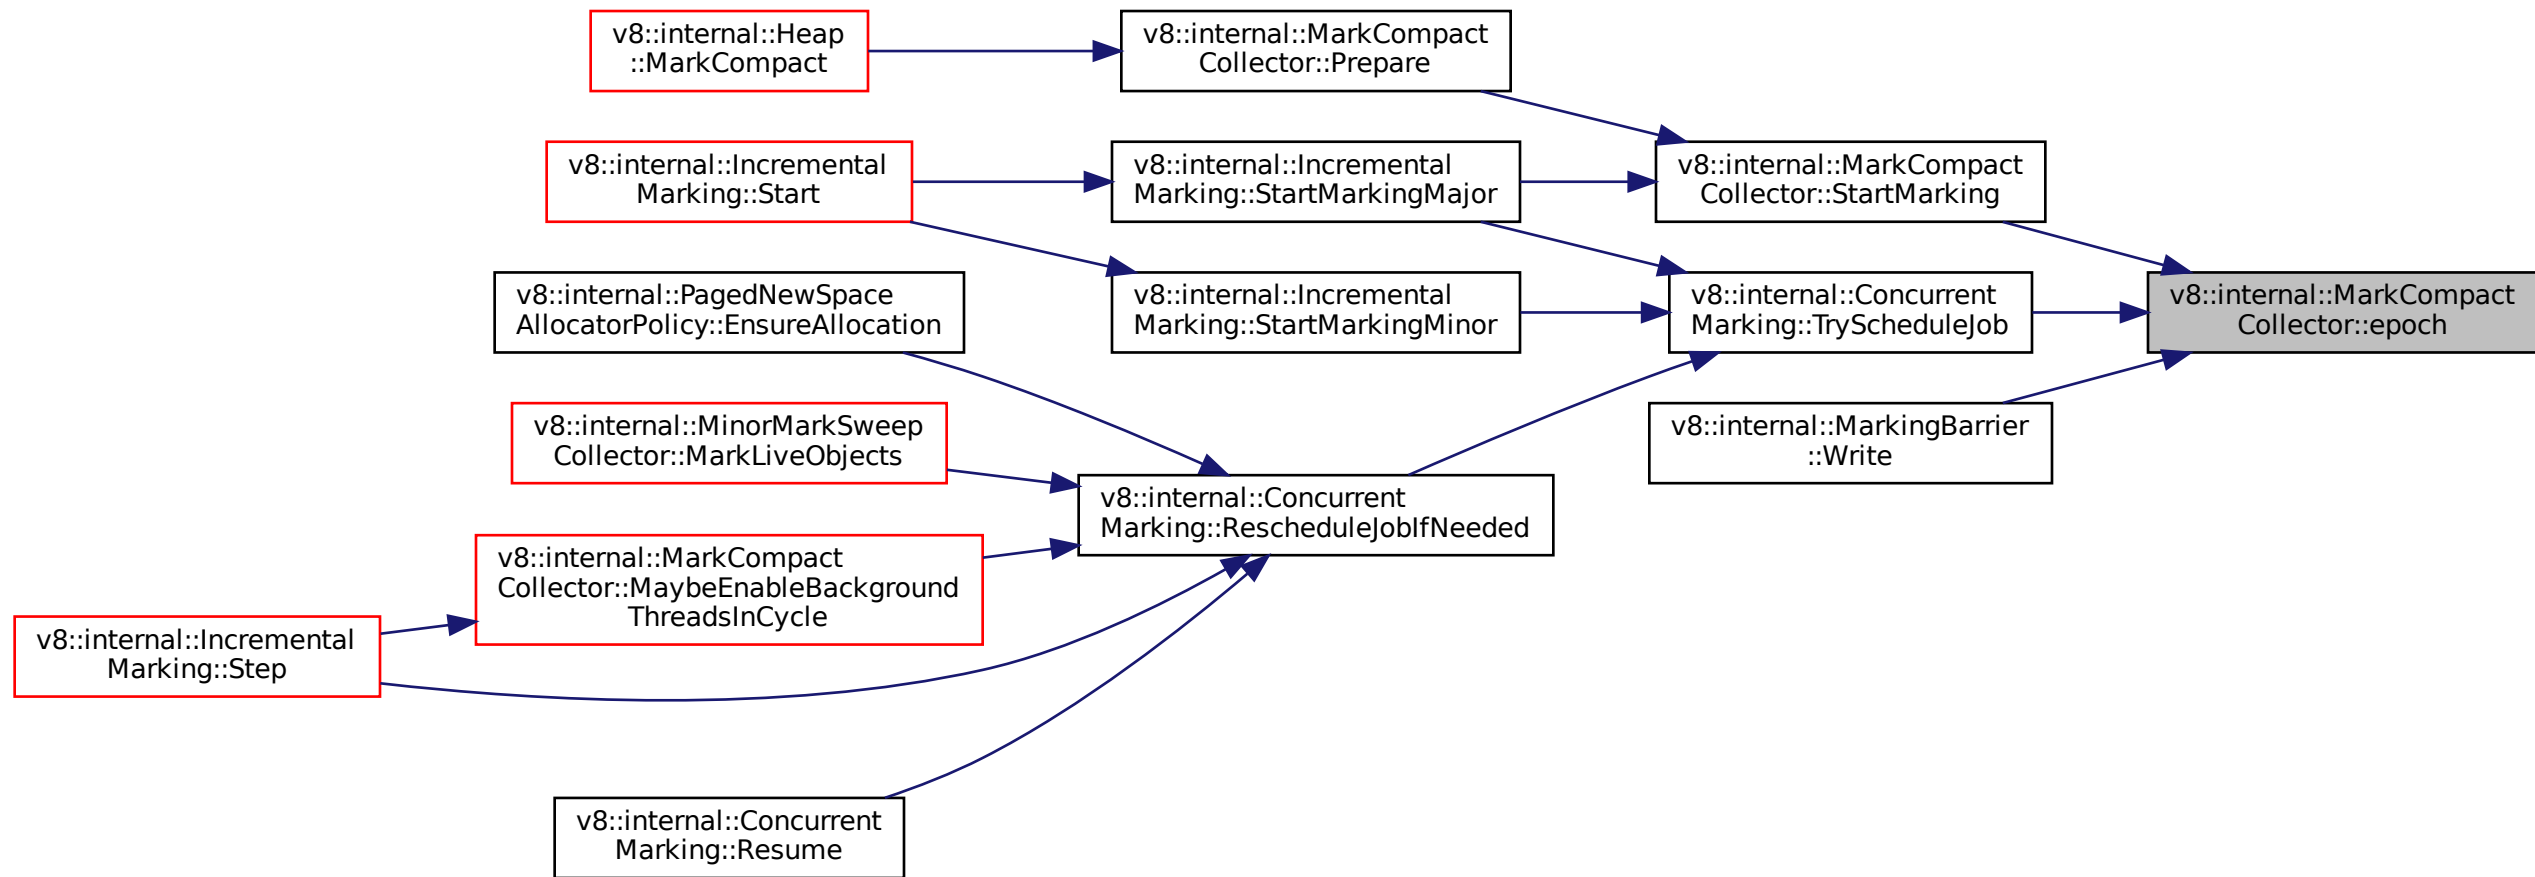 v8::internal::Heap
::MarkCompact
v8::internal::MarkCompact
Collector::Prepare
v8::internal::Incremental
Marking::Start
v8::internal::Incremental
Marking::StartMarkingMajor
v8::internal::MarkCompact
Collector::StartMarking
v8::internal::PagedNewSpace
AllocatorPolicy::EnsureAllocation
v8::internal::Incremental
Marking::StartMarkingMinor
v8::internal::Concurrent
Marking::TryScheduleJob
v8::internal::MarkCompact
Collector::epoch
v8::internal::MinorMarkSweep
Collector::MarkLiveObjects
v8::internal::MarkingBarrier
::Write
v8::internal::Concurrent
Marking::RescheduleJobIfNeeded
v8::internal::MarkCompact
Collector::MaybeEnableBackground
ThreadsInCycle
v8::internal::Incremental
Marking::Step
v8::internal::Concurrent
Marking::Resume